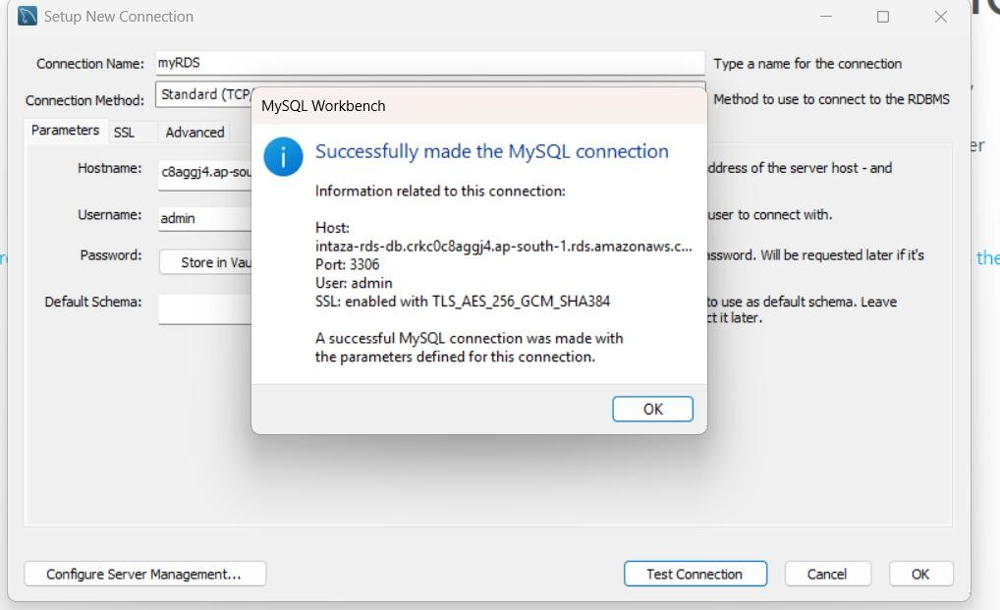 Setup New Connection
Connection Name: myRDS Type a name for the connection
Connection Method: Standard (TCP/ Method to use to connect to the RDBMS
MySQL Workbench
Parameters SSL Advanced
Successfully made the MySQL connection
Hostname: c8aggj4.ap-sou ddress of the server host - and
Information related to this connection:
Username: admin user to connect with.
Host:
intaza-rds-db.crkc0c8aggj4.ap-south-1.rds.amazonaws.c...
Password: Store in Vau assword. Will be requested later if it's
Port: 3306
User: admin
SSL: enabled with TLS_AES_256_GCM_SHA384
Default Schema: to use as default schema. Leave
ct it later.
A successful MySQL connection was made with
the parameters defined for this connection.
OK
Configure Server Management... Test Connection Cancel OK
er
the